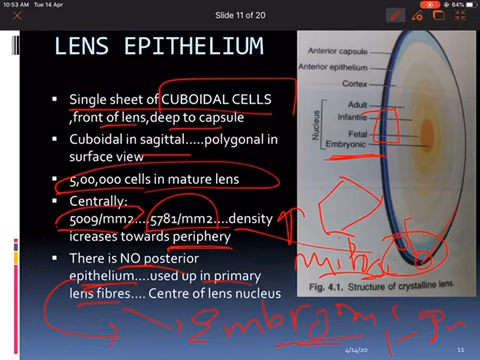 10:53 AM Tue 14 Apr
Slide 11 of 20
64%
LENS EPITHELIUM
Single sheet of CUBOIDAL CELLS
,front of lens,deep to capsule
Cuboidal in sagittal.....polygonal in
surface view
5,00,000 cells in mature lens
Centrally:
5009/mm2....5781/mm2....density
icreases towards periphery
There is NO posterior
epithelium....used up in primary
lens fibres.... Centre of lens nucleus
Anterior capsule
Anterior epithelium
Cortex
Nucleus
Adult
Infantile
Fetal
Embryonic
Fig. 4.1. Structure of crystalline lens
4/14/20
11